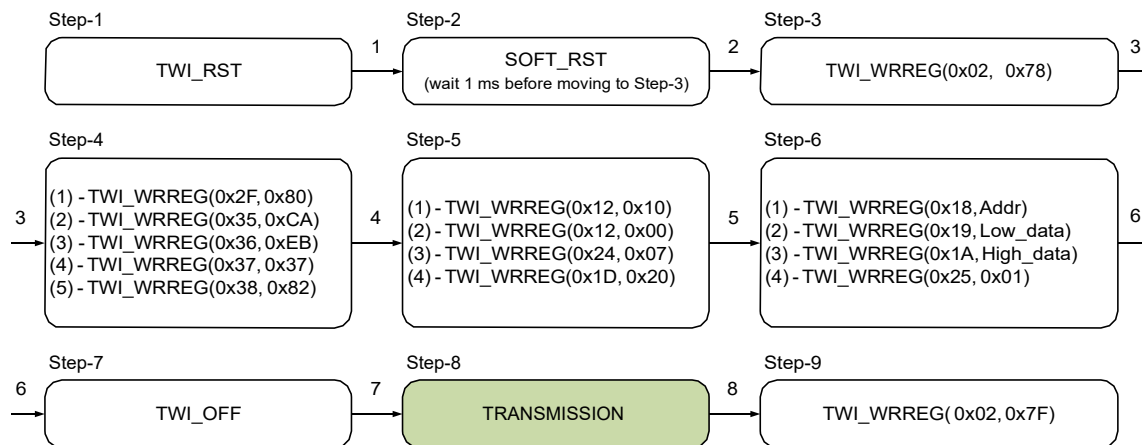 Step-1
TWI_RST
1
Step-2
SOFT_RST
(wait 1 ms before moving to Step-3)
2
Step-3
TWI_WRREG(0x02, 0x78)
3
3
Step-4
(1) - TWI_WRREG(0x2F, 0x80)
(2) - TWI_WRREG(0x35, 0xCA)
(3) - TWI_WRREG(0x36, 0xEB)
(4) - TWI_WRREG(0x37, 0x37)
(5) - TWI_WRREG(0x38, 0x82)
4
Step-5
(1) - TWI_WRREG(0x12, 0x10)
(2) - TWI_WRREG(0x12, 0x00)
(3) - TWI_WRREG(0x24, 0x07)
(4) - TWI_WRREG(0x1D, 0x20)
5
Step-6
(1) - TWI_WRREG(0x18, Addr)
(2) - TWI_WRREG(0x19, Low_data)
(3) - TWI_WRREG(0x1A, High_data)
(4) - TWI_WRREG(0x25, 0x01)
6
6
Step-7
TWI_OFF
7
Step-8
TRANSMISSION
8
Step-9
TWI_WRREG( 0x02, 0x7F)